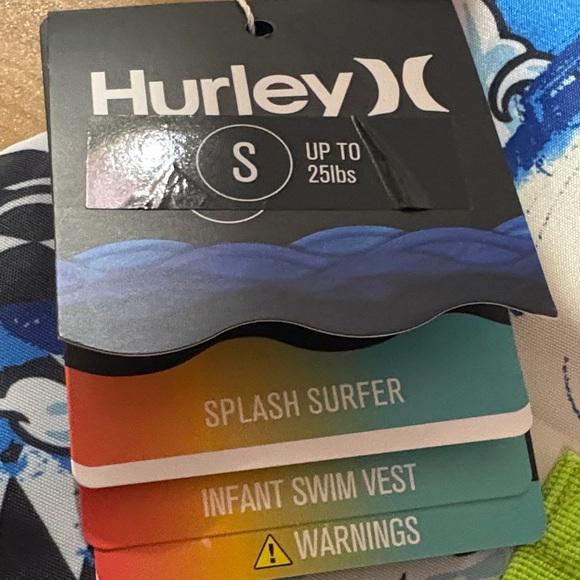 Hurley
S UP TO
25lbs
SPLASH SURFER
INFANT SWIM VEST
WARNINGS